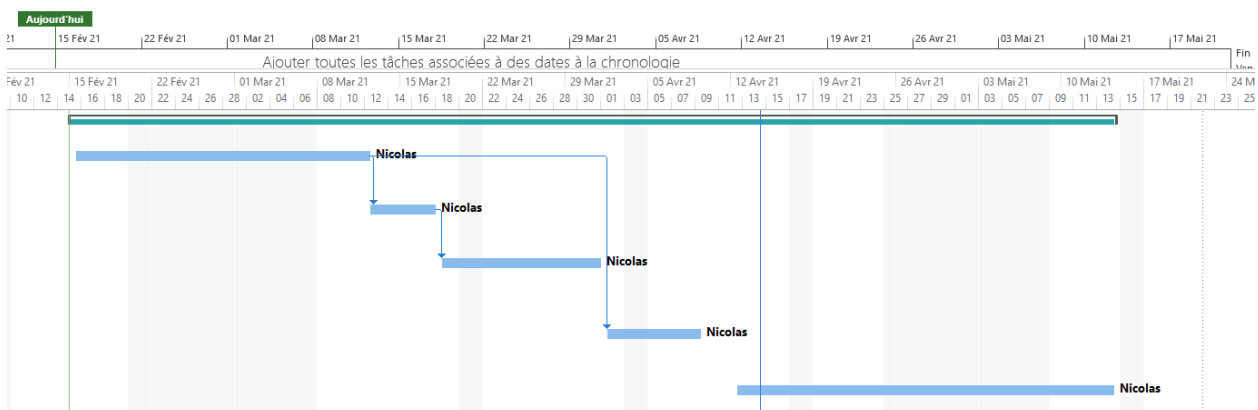 Aujourd'hui
21 15 Fév 21 22 Fév 21 01 Mar 21 08 Mar 21 15 Mar 21 22 Mar 21 29 Mar 21 05 Avr 21 12 Avr 21 19 Avr 21 26 Avr 21 03 Mai 21 10 Mai 21 17 Mai 21
Ajouter toutes les tâches associées à des dates à la chronologie
Fin
Fév 21 15 Fév 21 22 Fév 21 01 Mar 21 08 Mar 21 15 Mar 21 22 Mar 21 29 Mar 21 05 Avr 21 12 Avr 21 19 Avr 21 26 Avr 21 03 Mai 21 10 Mai 21 17 Mai 21 24 M
10 12 14 16 18 20 22 24 26 28 02 04 06 08 10 12 14 16 18 20 22 24 26 28 30 01 03 05 07 09 11 13 15 17 19 21 23 25 27 29 01 03 05 07 09 11 13 15 17 19 21 23 25
Nicolas
Nicolas
Nicolas
Nicolas
Nicolas